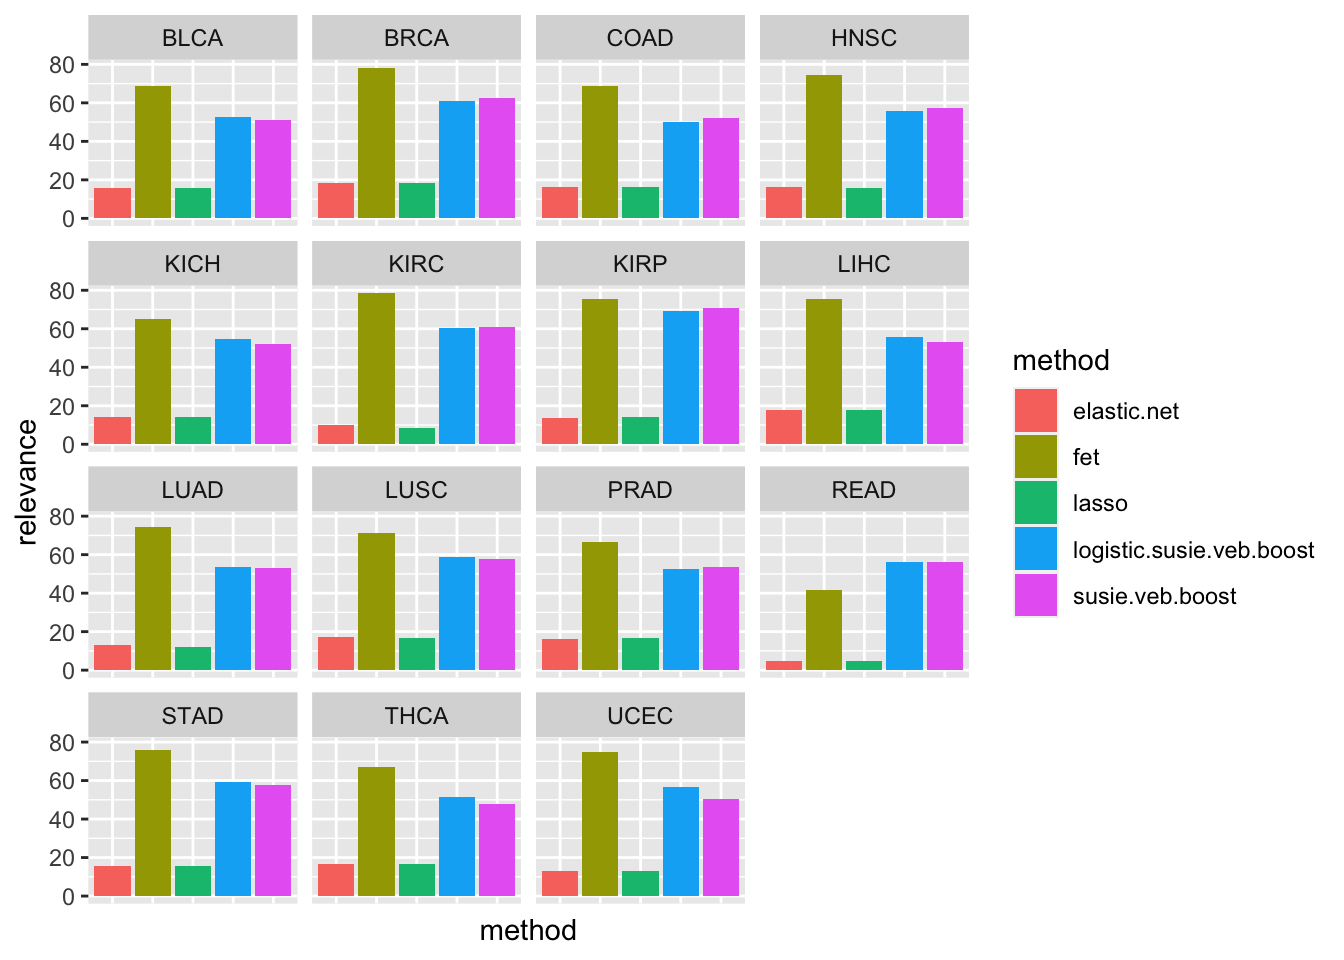 BLCA BRCA COAD HNSC
80
60
40
20
0
KICH KIRC KIRP LIHC
80
60
40
20
0
LUAD LUSC PRAD READ
80
60
40
20
0
STAD THCA UCEC
80
60
40
20
0
relevance
method
method
elastic.net
fet
lasso
logistic.susie.veb.boost
susie.veb.boost